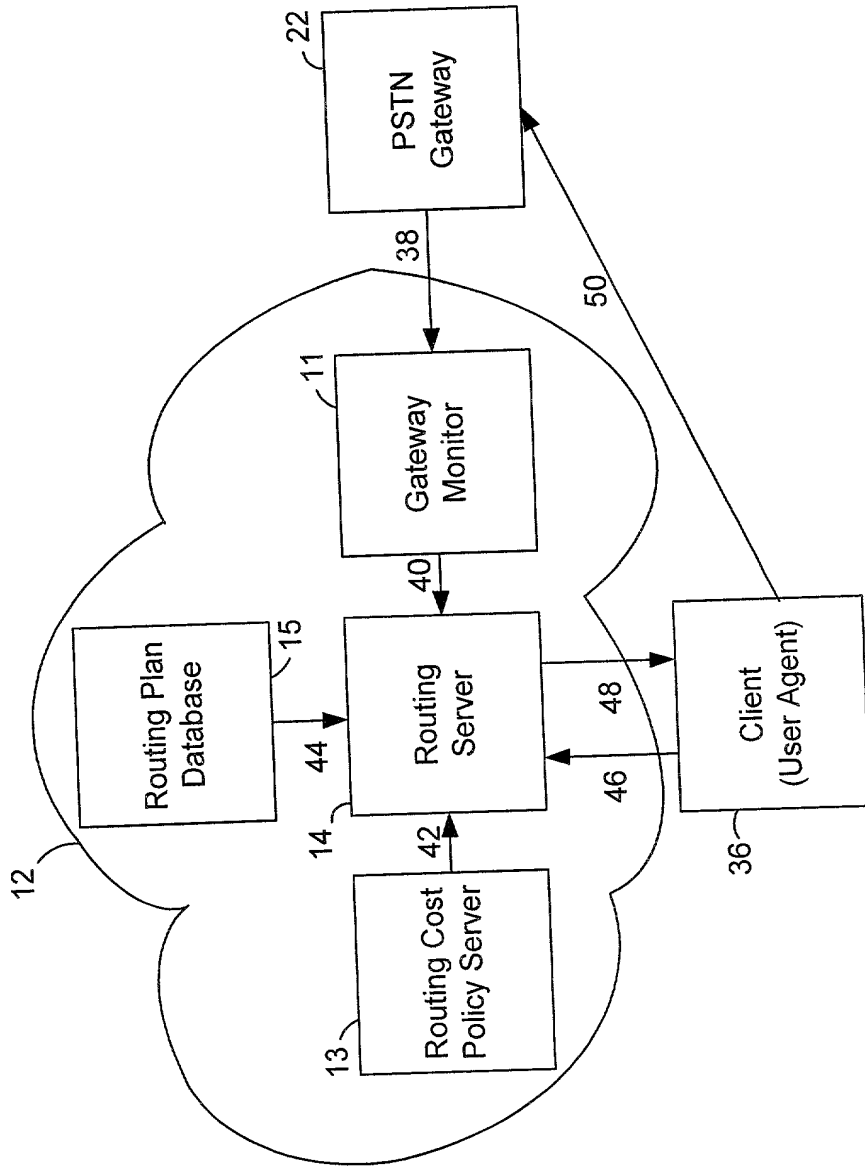 12
Routing Plan
Database
15
44
13
Routing Cost
Policy Server
42
14
Routing
Server
40
11
Gateway
Monitor
38
22
PSTN
Gateway
46
48
50
36
Client
(User Agent)